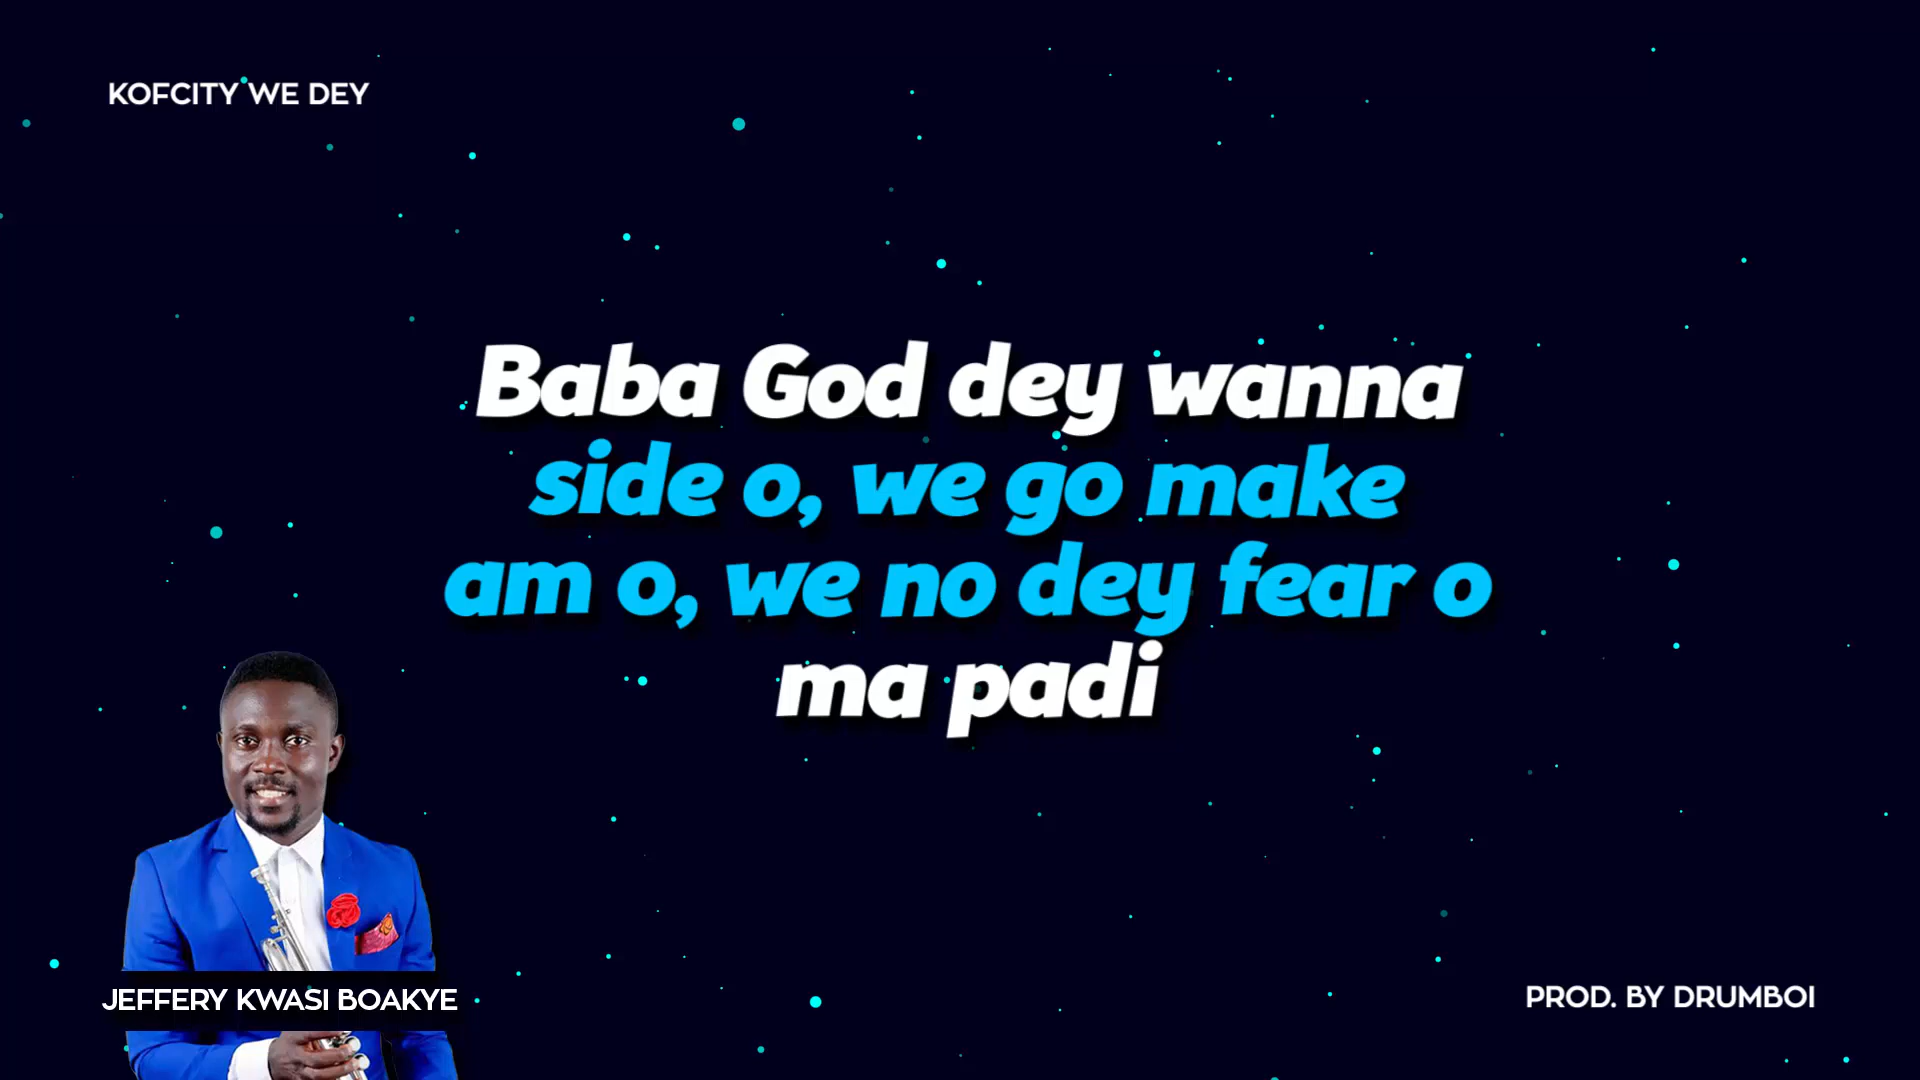 KOFCITY WE DEY
Baba God dey wanna
side o, we go make
am o, we no dey fear o
ma padi
JEFFERY KWASI BOAKYE
PROD. BY DRUMBOI